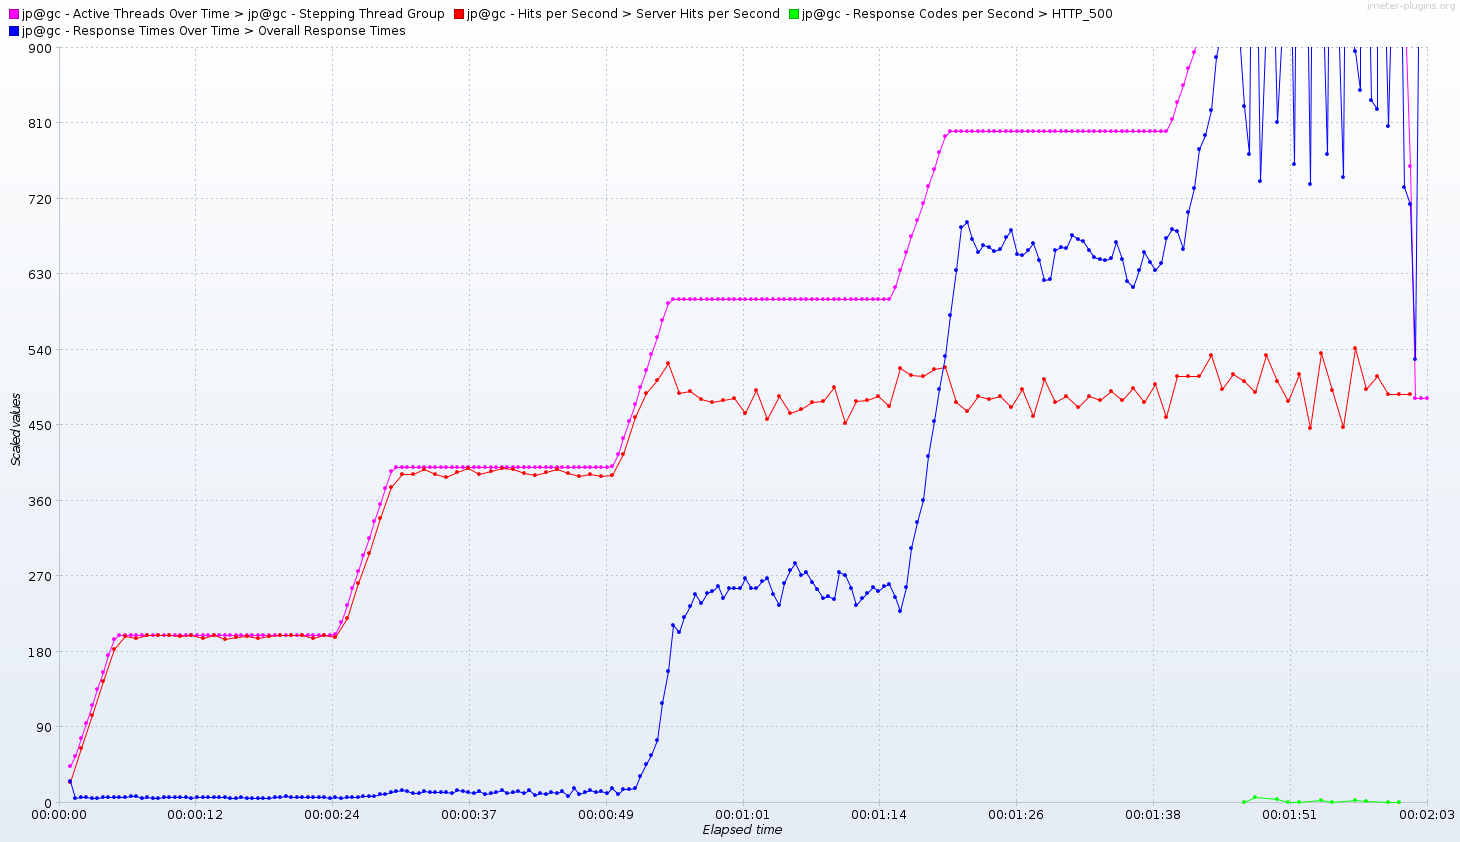 jmeter-plugins.org
jp@gc - Active Threads Over Time > jp@gc - Stepping Thread Group jp@gc - Hits per Second > Server Hits per Second jp@gc - Response Codes per Second > HTTP_500
jp@gc - Response Times Over Time > Overall Response Times
900
810
720
630
540
450
360
270
180
90
0
Scaled values
00:00:00 00:00:12 00:00:24 00:00:37 00:00:49 00:01:01 00:01:14 00:01:26 00:01:38 00:01:51 00:02:03
Elapsed time